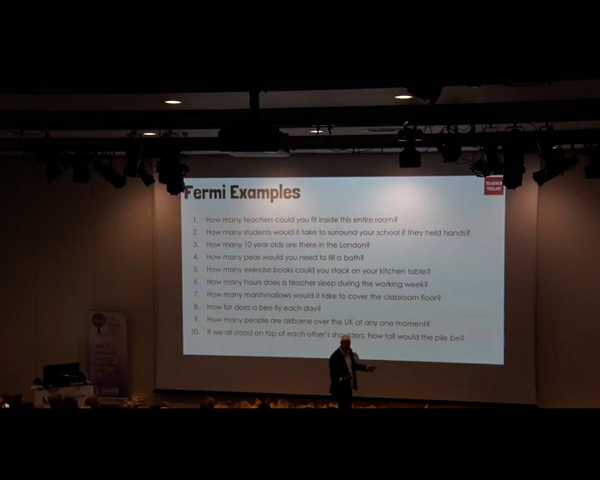 Fermi Examples
TEACHER
TOOLKIT
1. How many teachers could you fit inside this entire room?
2. How many students would it take to surround your school if they held hands?
3. How many 10 year olds are there in the London?
4. How many peas would you need to fill a bath?
5. How many exercise books could you stack on your kitchen table?
6. How many hours does a teacher sleep during the working week?
7. How many marshmallows would it take to cover the classroom floor?
8. How far does a bee fly each day?
9. How many people are airborne over the UK at any one moment?
10. If we all stood on top of each other's shoulders, how tall would the pile be?